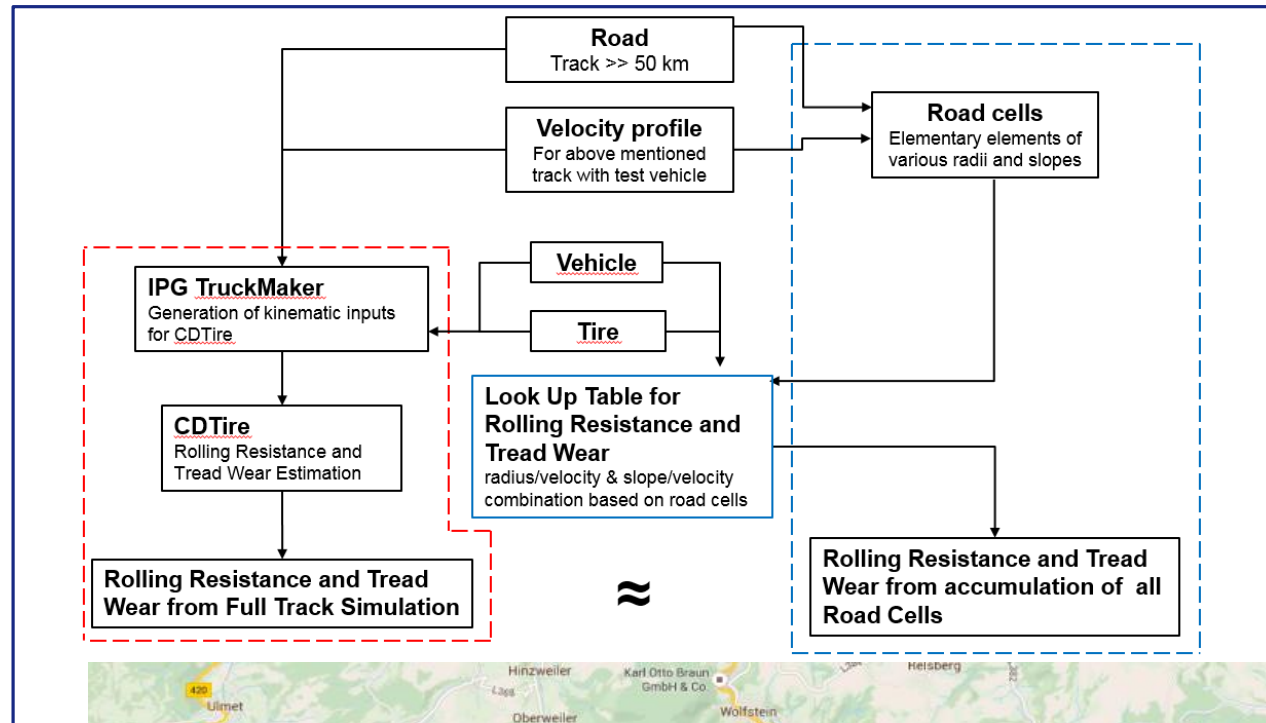 Road
Track >> 50 km
Velocity profile
For above mentioned
track with test vehicle
Road cells
Elementary elements of
various radii and slopes
Vehicle
Tire
IPG TruckMaker
Generation of kinematic inputs
for CDTire
CDTire
Rolling Resistance and
Tread Wear Estimation
Look Up Table for
Rolling Resistance and
Tread Wear
radius/velocity & slope/velocity
combination based on road cells
Rolling Resistance and Tread
Wear from Full Track Simulation
≈
Rolling Resistance and Tread
Wear from accumulation of all
Road Cells
Hinzweiler
Karl Otto Braun
GmbH & Co.
Relsberg
420
Ulmet
L368
L382
Oberweiler
Wolfstein